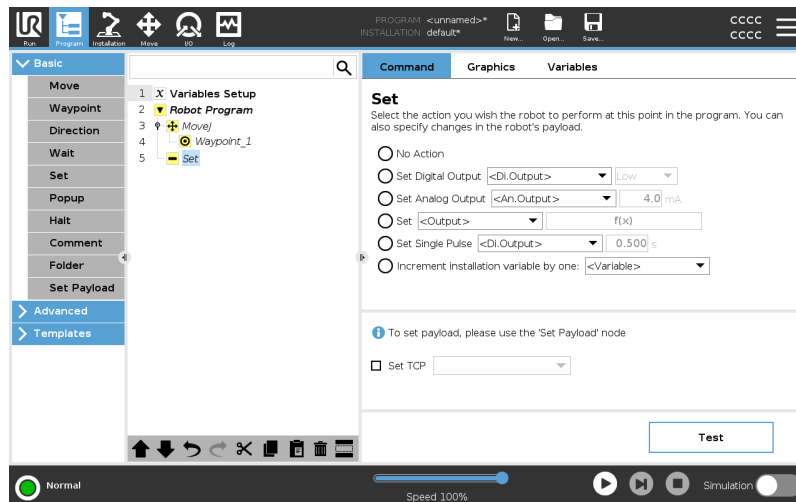 UR
Run Program Installation Move I/O Log
PROGRAM <unnamed>*
INSTALLATION default*
New... Open... Save...
CCCC
CCCC
Basic
Move
Waypoint
Direction
Wait
Set
Popup
Halt
Comment
Folder
Set Payload
Advanced
Templates
1 X Variables Setup
2 Robot Program
3 MoveJ
4 Waypoint_1
5 Set
Command Graphics Variables
Set
Select the action you wish the robot to perform at this point in the program. You can
also specify changes in the robot's payload.
No Action
Set Digital Output <Di.Output> Low
Set Analog Output <An.Output> 4.0 mA
Set <Output> f(x)
Set Single Pulse <Di.Output> 0.500 s
Increment installation variable by one: <Variable>
To set payload, please use the 'Set Payload' node
Set TCP
Test
Normal
Speed 100%
Simulation